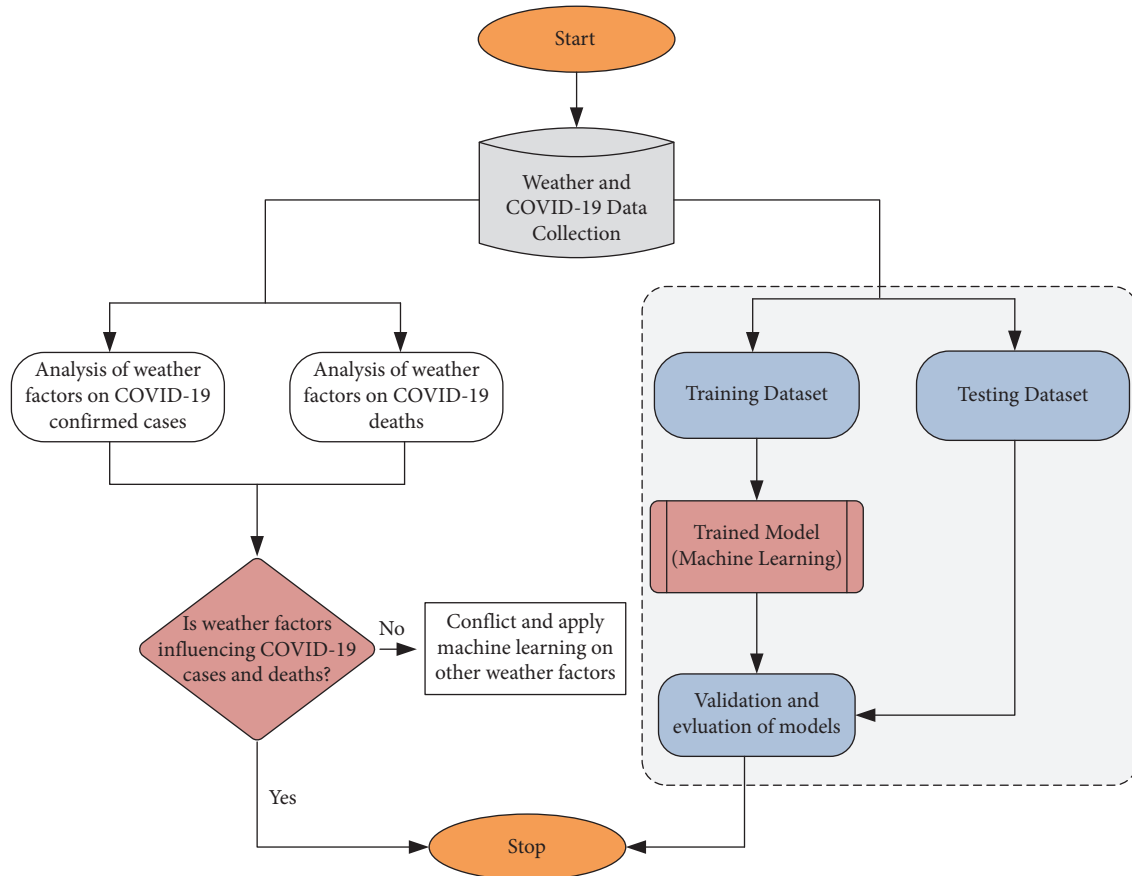 Start
Weather and
COVID-19 Data
Collection
Analysis of weather
factors on COVID-19
confirmed cases
Analysis of weather
factors on COVID-19
deaths
Training Dataset
Testing Dataset
Trained Model
(Machine Learning)
Is weather factors
influencing COVID-19
cases and deaths?
No
Conflict and apply
machine learning on
other weather factors
Validation and
evluation of models
Yes
Stop